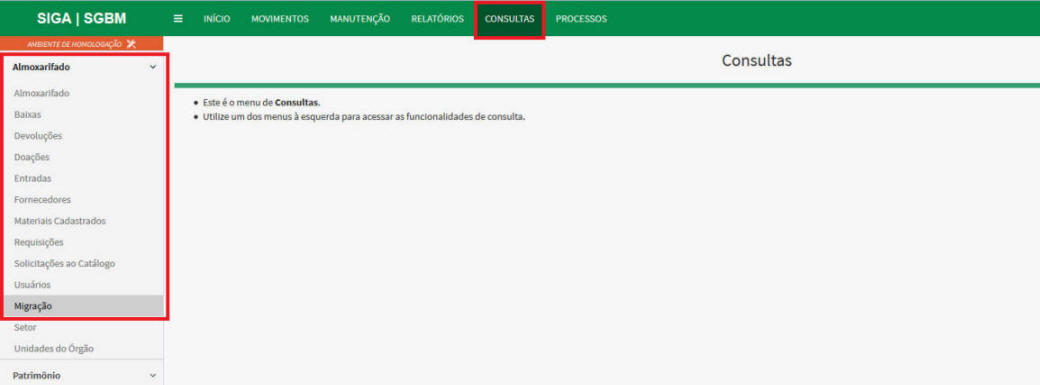 SIGA | SGBM
INÍCIO MOVIMENTOS MANUTENÇÃO RELATÓRIOS CONSULTAS PROCESSOS
AMBIENTE DE HOMOLOGAÇÃO
Almoxarifado
Almoxarifado
Baixas
Devoluções
Doações
Entradas
Fornecedores
Materiais Cadastrados
Requisições
Solicitações ao Catálogo
Usuários
Migração
Setor
Unidades do Órgão
Patrimônio
Consultas
• Este é o menu de Consultas.
• Utilize um dos menus à esquerda para acessar as funcionalidades de consulta.